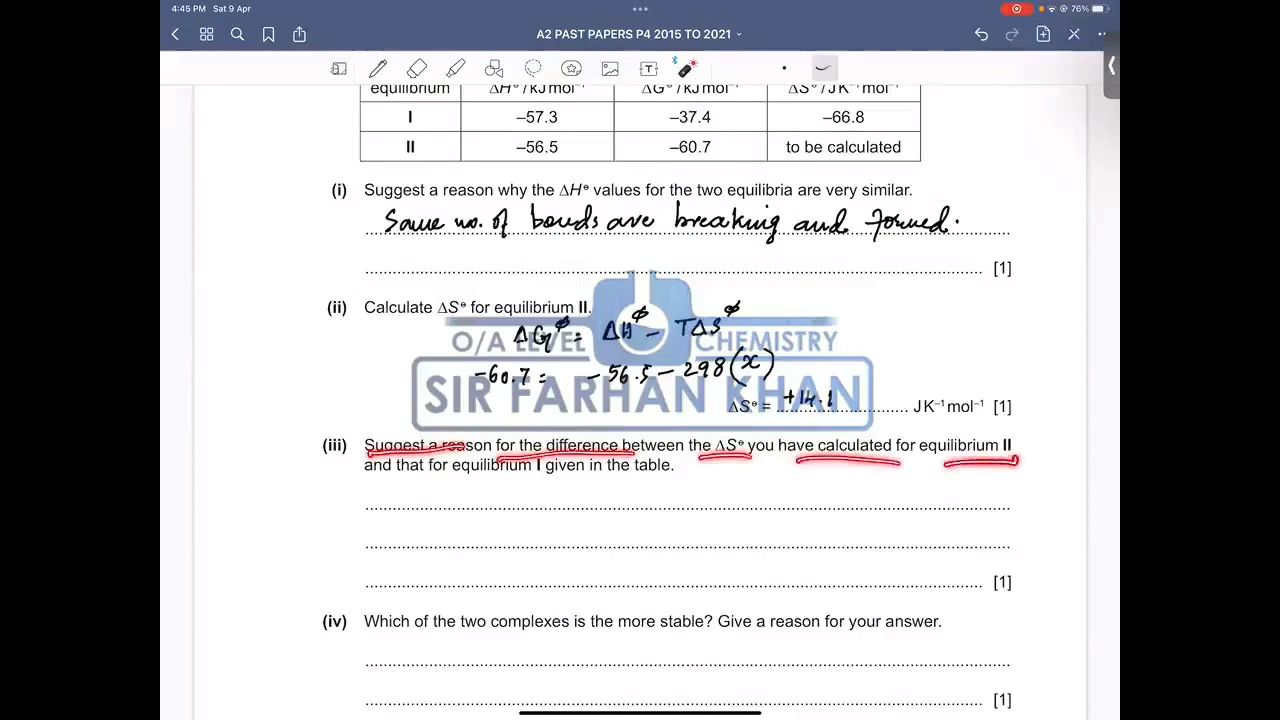 4:45 PM Sat 9 Apr
76%
A2 PAST PAPERS P4 2015 TO 2021
equilibrium ΔH⦵ /kJ mol⁻¹ ΔG⦵ /kJ mol⁻¹ ΔS⦵ /J K⁻¹ mol⁻¹
I –57.3 –37.4 –66.8
II –56.5 –60.7 to be calculated
(i) Suggest a reason why the ΔH⦵ values for the two equilibria are very similar.
Same no. of bonds are breaking and formed.
[1]
(ii) Calculate ΔS⦵ for equilibrium II.
ΔG⦵ = ΔH⦵ – TΔS⦵
O/A LEVEL CHEMISTRY
-60.7 = -56.5 – 298 (x)
SIR FARHAN KHAN
ΔS⦵ = +14.1 J K⁻¹ mol⁻¹ [1]
(iii) Suggest a reason for the difference between the ΔS⦵ you have calculated for equilibrium II
and that for equilibrium I given in the table.
[1]
(iv) Which of the two complexes is the more stable? Give a reason for your answer.
[1]